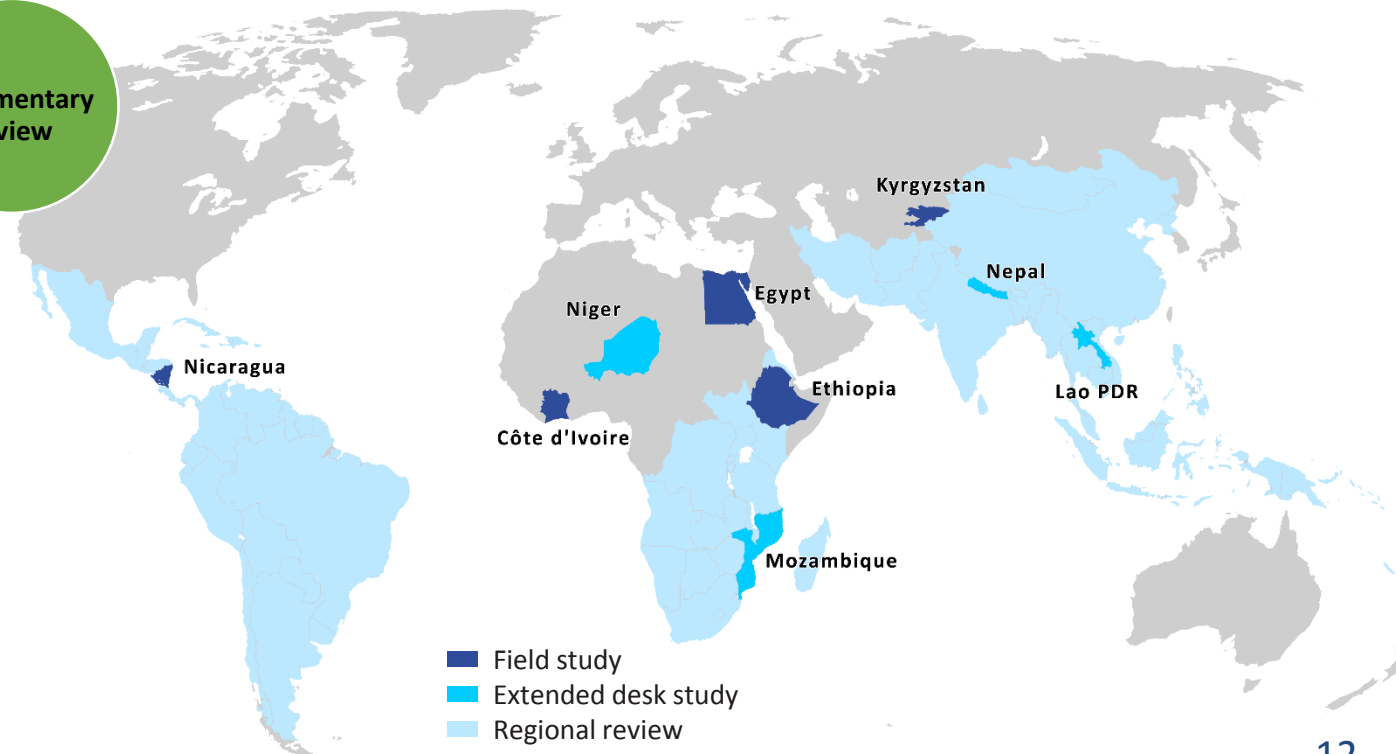 view
Kyrgyzstan
Nepal
Egypt
Niger
Nicaragua
Ethiopia
Lao PDR
Côte d'Ivoire
Mozambique
Field study
Extended desk study
Regional review